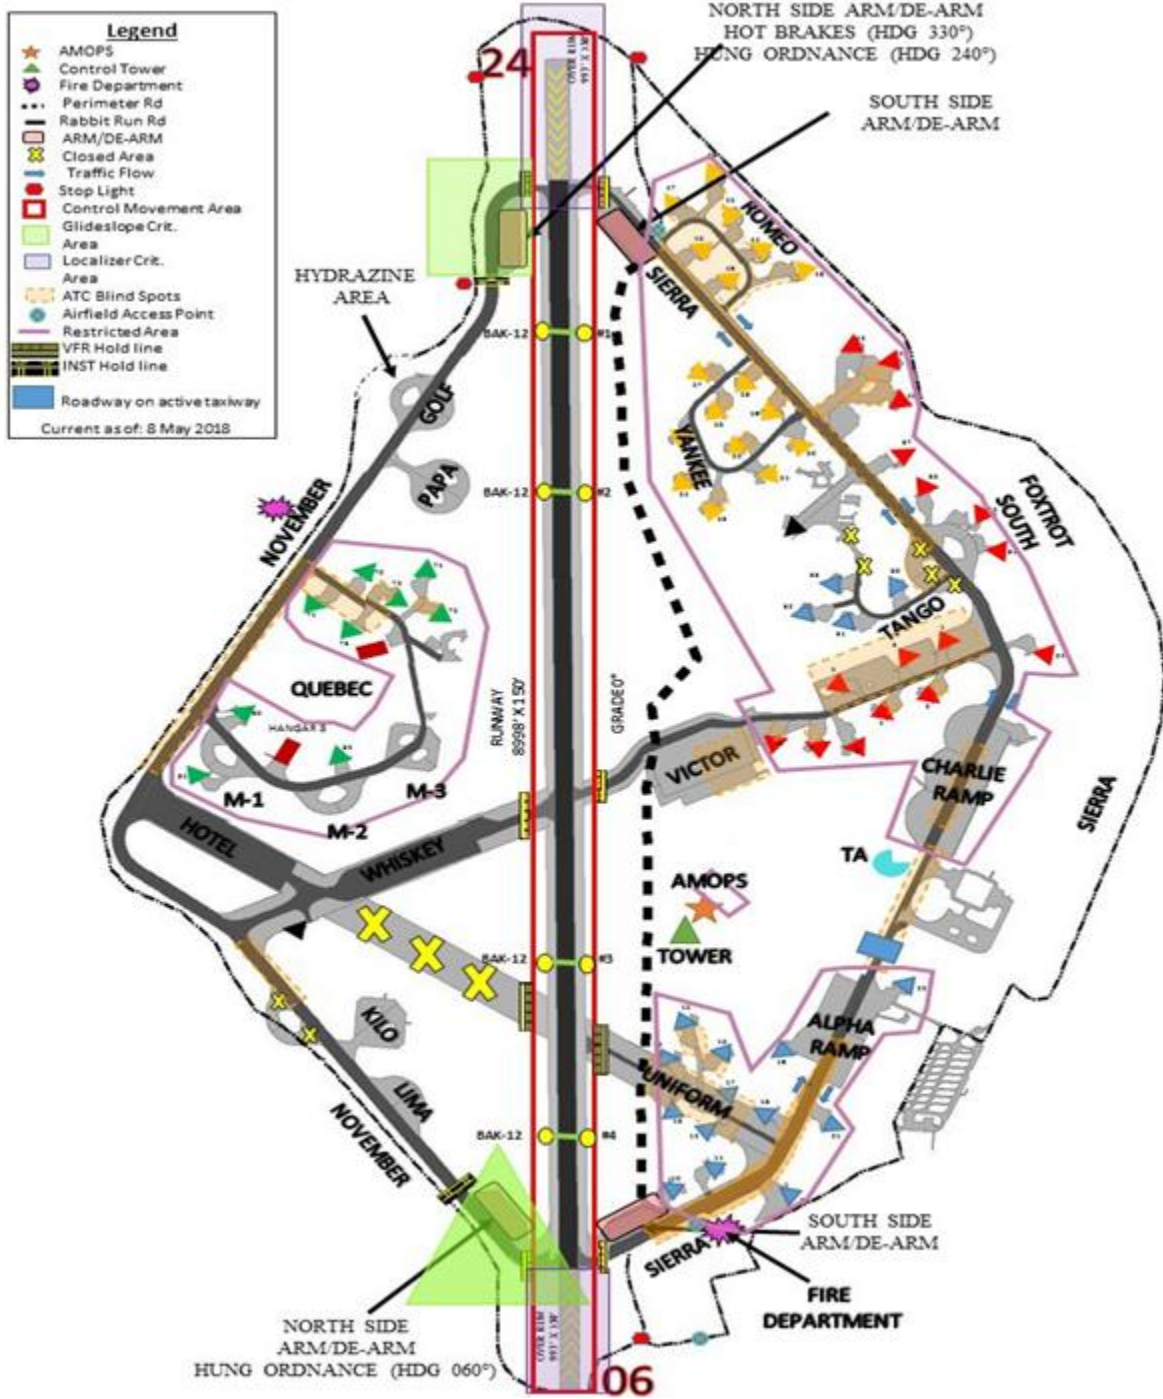 Legend
AMOPS
Control Tower
Fire Department
Perimeter Rd
Rabbit Run Rd
ARM/DE-ARM
Closed Area
Traffic Flow
Stop Light
Control Movement Area
Glideslope Crit.
Area
Localizer Crit.
Area
ATC Blind Spots
Airfield Access Point
Restricted Area
VFR Hold line
INST Hold line
Roadway on active taxiway
Current as of: 8 May 2018
NORTH SIDE ARM/DE-ARM
HOT BRAKES (HDG 330°)
HUNG ORDNANCE (HDG 240°)
SOUTH SIDE
ARM/DE-ARM
24
OVER RUN
HYDRAZINE
AREA
ROMEO
SIERRA
BAK-12
#1
GOLF
YANKEE
PAPA
BAK-12
#2
NOVEMBER
FOXTROT
SOUTH
TANGO
QUEBEC
RUNWAY
8998' X 150'
GRADE 0°
HANGAR 8
VICTOR
CHARLIE
RAMP
SIERRA
M-1
M-2
M-3
HOTEL
WHISKEY
TA
AMOPS
TOWER
BAK-12
#3
KILO
ALPHA
RAMP
LIMA
UNIFORM
NOVEMBER
BAK-12
#4
SOUTH SIDE
ARM/DE-ARM
SIERRA
FIRE
DEPARTMENT
NORTH SIDE
ARM/DE-ARM
HUNG ORDNANCE (HDG 060°)
OVER RUN
06